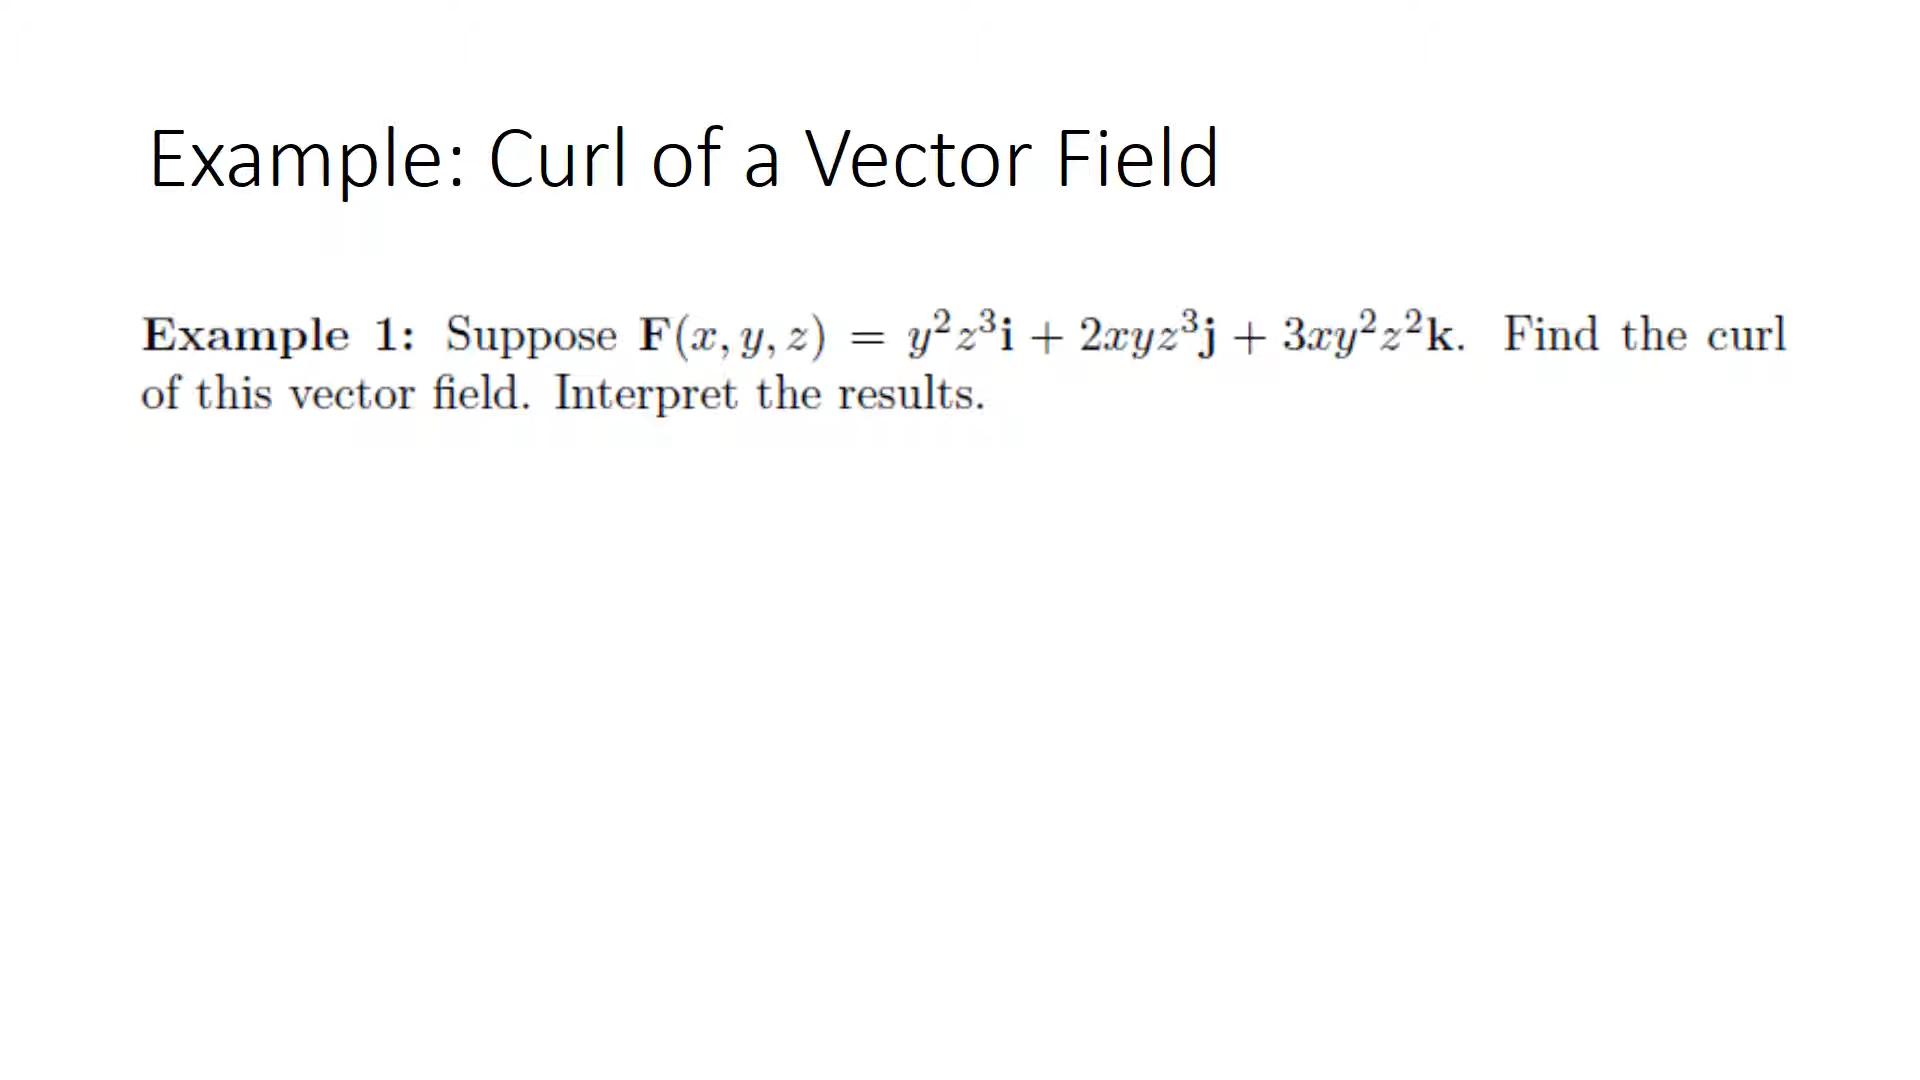 Example: Curl of a Vector Field
Example 1: Suppose F(x, y, z) = y²z³i + 2xyz³j + 3xy²z²k. Find the curl
of this vector field. Interpret the results.